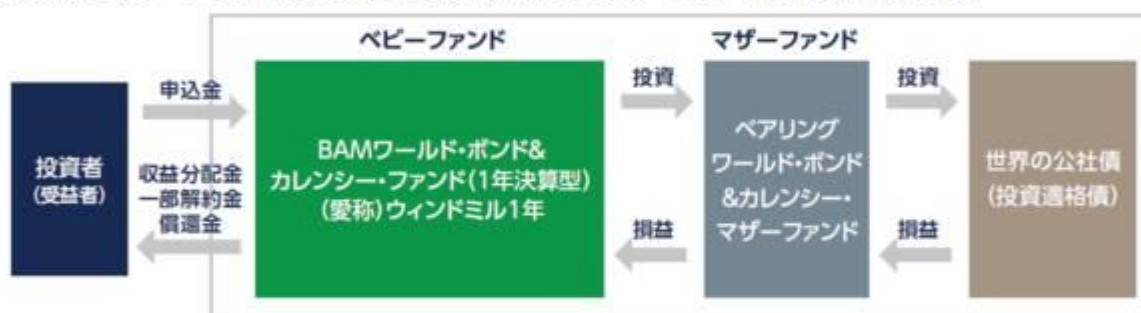 ベビーファンド
マザーファンド
投資者
(受益者)
申込金
収益分配金
一部解約金
償還金
BAMワールド・ボンド&
カレンシー・ファンド(1年決算型)
(愛称)ウィンドミル1年
投資
損益
ベアリング
ワールド・ボンド
&カレンシー・
マザーファンド
投資
損益
世界の公社債
(投資適格債)